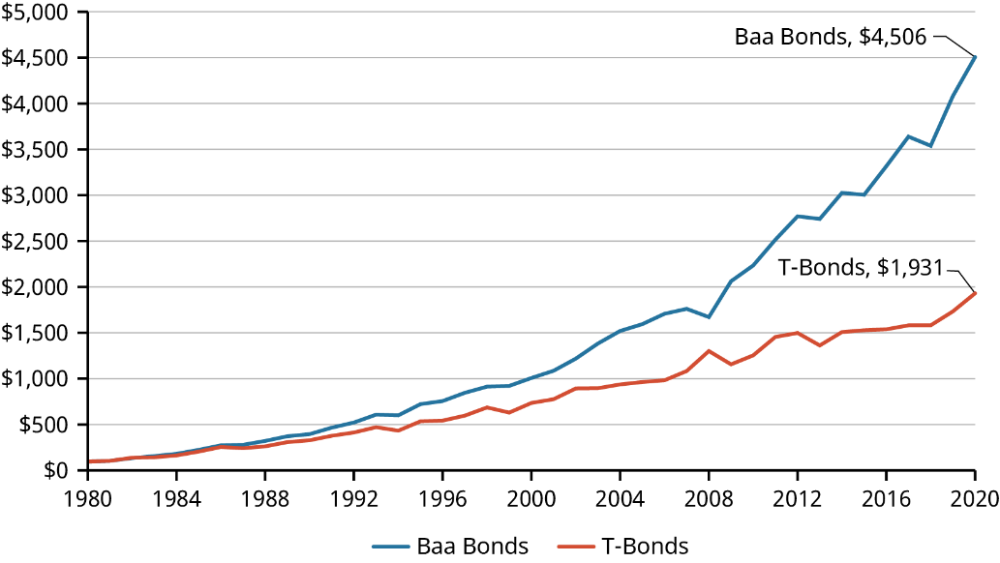 $5,000
Baa Bonds, $4,506
$4,500
$4,000
$3,500
$3,000
$2,500
T-Bonds, $1,931
$2,000
$1,500
$1,000
$500
$0
1980 1984 1988 1992 1996 2000 2004 2008 2012 2016 2020
Baa Bonds T-Bonds